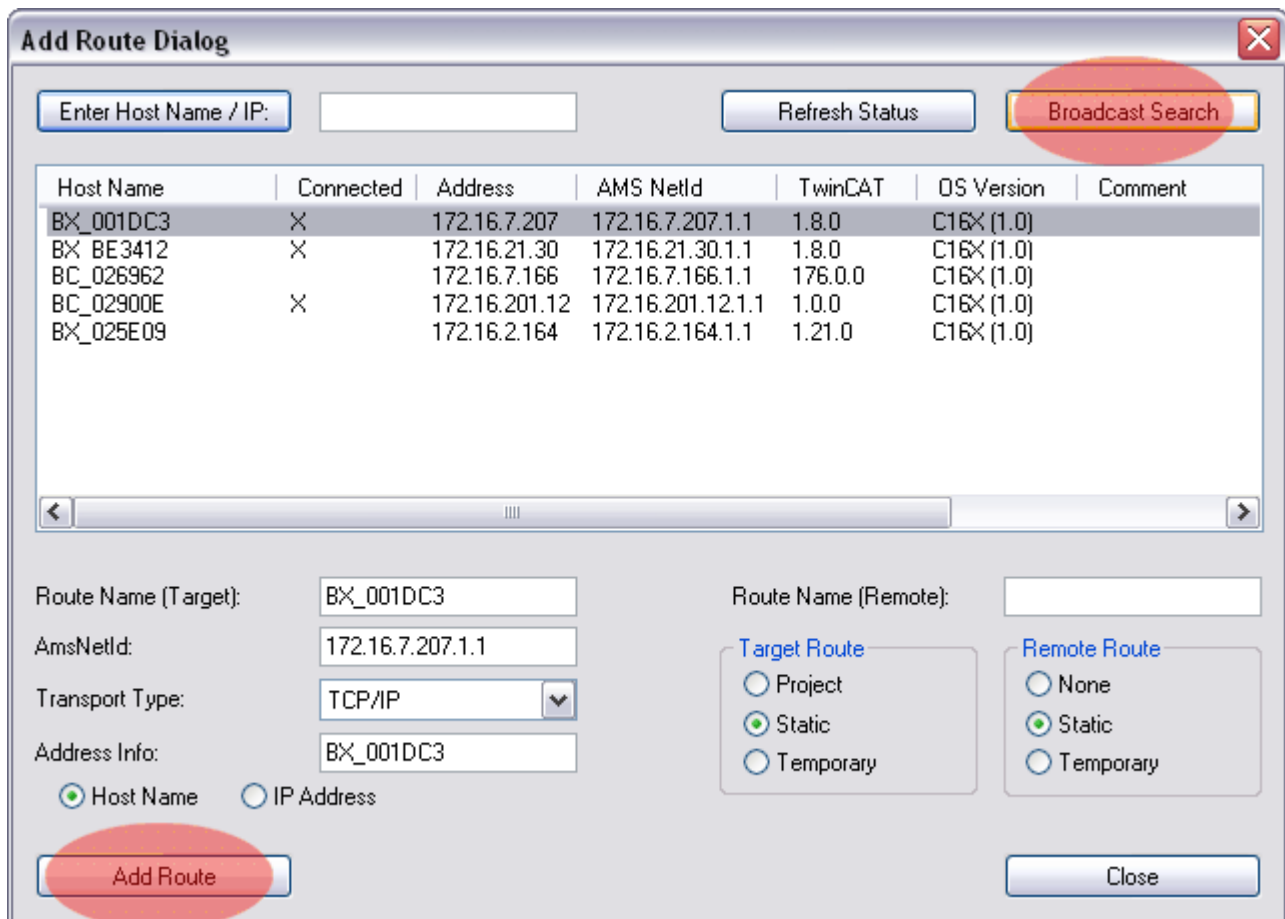 Add Route Dialog
Enter Host Name / IP:
Refresh Status
Broadcast Search
Host Name Connected Address AMS NetId TwinCAT OS Version Comment
BX_001DC3 X 172.16.7.207 172.16.7.207.1.1 1.8.0 C16X (1.0)
BX_BE3412 X 172.16.21.30 172.16.21.30.1.1 1.8.0 C16X (1.0)
BC_026962 172.16.7.166 172.16.7.166.1.1 176.0.0 C16X (1.0)
BC_02900E X 172.16.201.12 172.16.201.12.1.1 1.0.0 C16X (1.0)
BX_025E09 172.16.2.164 172.16.2.164.1.1 1.21.0 C16X (1.0)
Route Name (Target): BX_001DC3
Route Name (Remote):
AmsNetId: 172.16.7.207.1.1
Transport Type: TCP/IP
Address Info: BX_001DC3
Host Name IP Address
Target Route
Project
Static
Temporary
Remote Route
None
Static
Temporary
Add Route
Close